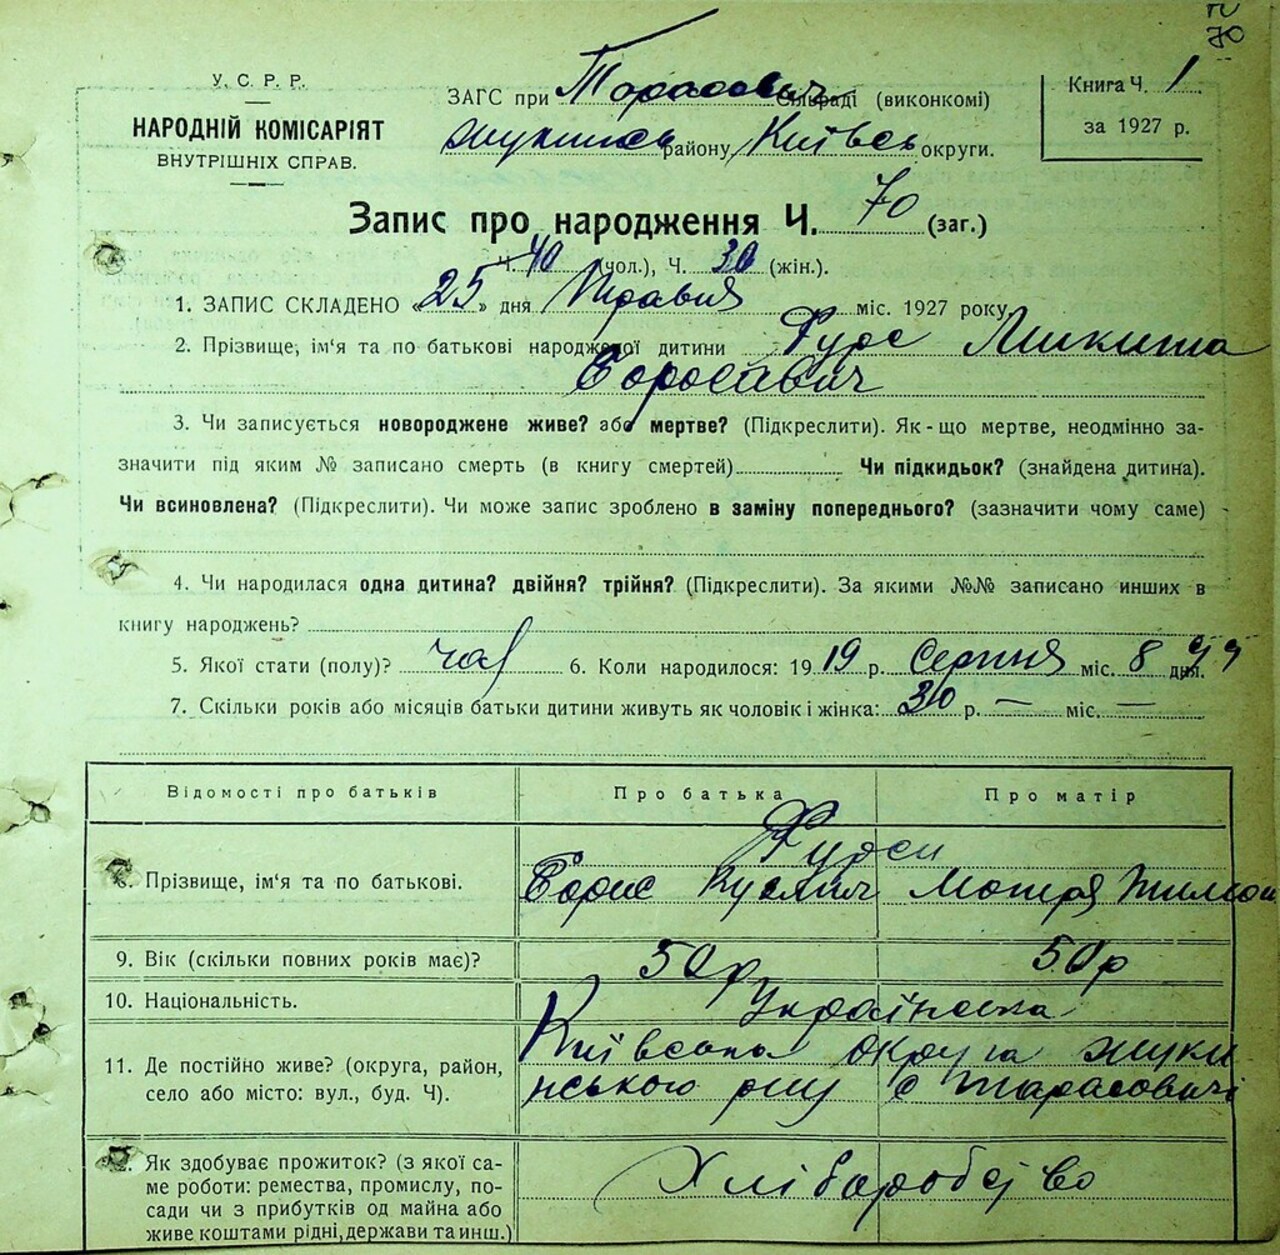 70
У. С. Р. Р.
НАРОДНІЙ КОМІСАРІЯТ
ВНУТРІШНІХ СПРАВ.
ЗАГС при Тарасович Сільраді (виконкомі)
Жукинсь району, Київсь округи.
Книга Ч. 1.
за 1927 р.
Запис про народження Ч. 70 (заг.)
Ч. 40 (чол.), Ч. 30 (жін.).
1. ЗАПИС СКЛАДЕНО «25» дня Травня міс. 1927 року.
2. Прізвище, ім'я та по батькові народженої дитини Фурс Микита
Борисавич
3. Чи записується новороджене живе? або мертве? (Підкреслити). Як-що мертве, неодмінно за-
значити під яким № записано смерть (в книгу смертей) Чи підкидьок? (знайдена дитина).
Чи всиновлена? (Підкреслити). Чи може запис зроблено в заміну попереднього? (зазначити чому саме)
4. Чи народилася одна дитина? двійня? трійня? (Підкреслити). За якими №№ записано инших в
книгу народжень?
5. Якої стати (полу)? чол 6. Коли народилося: 19 19 р. Серпня міс. 8 дня.
7. Скільки років або місяців батьки дитини живуть як чоловік і жінка: 30 р. — міс. —
Відомості про батьків Про батька Про матір
Фурси
8. Прізвище, ім'я та по батькові. Борис Мотря
9. Вік (скільки повних років має)? 50р 50р
10. Національність. Українська
11. Де постійно живе? (округа, район, Київська округа жуки
село або місто: вул., буд. Ч). нського рну с Тарасовичі
12. Як здобуває прожиток? (з якої са- Хліборобство
ме роботи: ремества, промислу, по-
сади чи з прибутків од майна або
живе коштами рідні, держави та инш.)